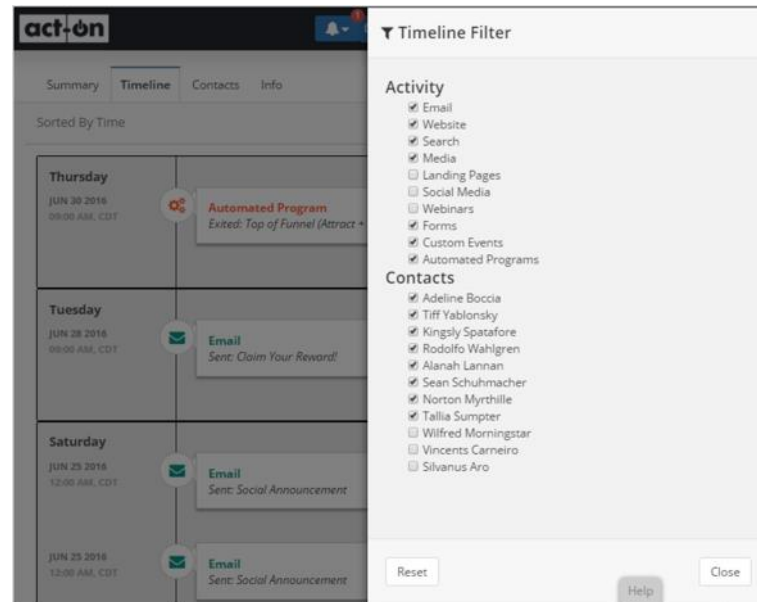 act-on
1
Timeline Filter
Summary
Timeline
Contacts
Info
Sorted By Time
Thursday
JUN 30 2016
09:00 AM, CDT
Automated Program
Exited: Top of Funnel (Attract +
Tuesday
JUN 28 2016
09:00 AM, CDT
Email
Sent: Claim Your Reward!
Saturday
JUN 25 2016
12:00 AM, CDT
Email
Sent: Social Announcement
JUN 25 2016
12:00 AM, CDT
Email
Sent: Social Announcement
Activity
Email
Website
Search
Media
Landing Pages
Social Media
Webinars
Forms
Custom Events
Automated Programs
Contacts
Adeline Boccia
Tiff Yablonsky
Kingsly Spatafore
Rodolfo Wahlgren
Alanah Lannan
Sean Schuhmacher
Norton Myrthille
Tallia Sumpter
Wilfred Morningstar
Vincents Carneiro
Silvanus Aro
Reset
Close
Help